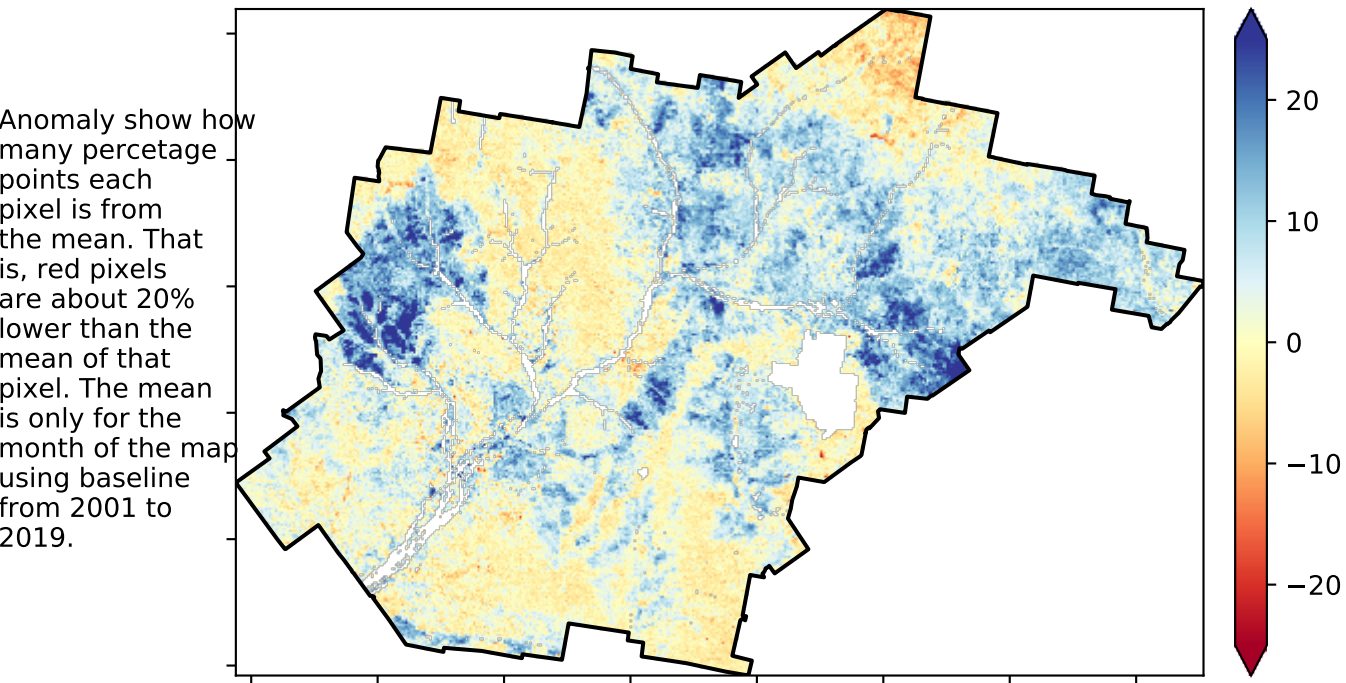 Anomaly show how
many percetage
points each
pixel is from
the mean. That
is, red pixels
are about 20%
lower than the
mean of that
pixel. The mean
is only for the
month of the map
using baseline
from 2001 to
2019.
20
10
0
−10
−20